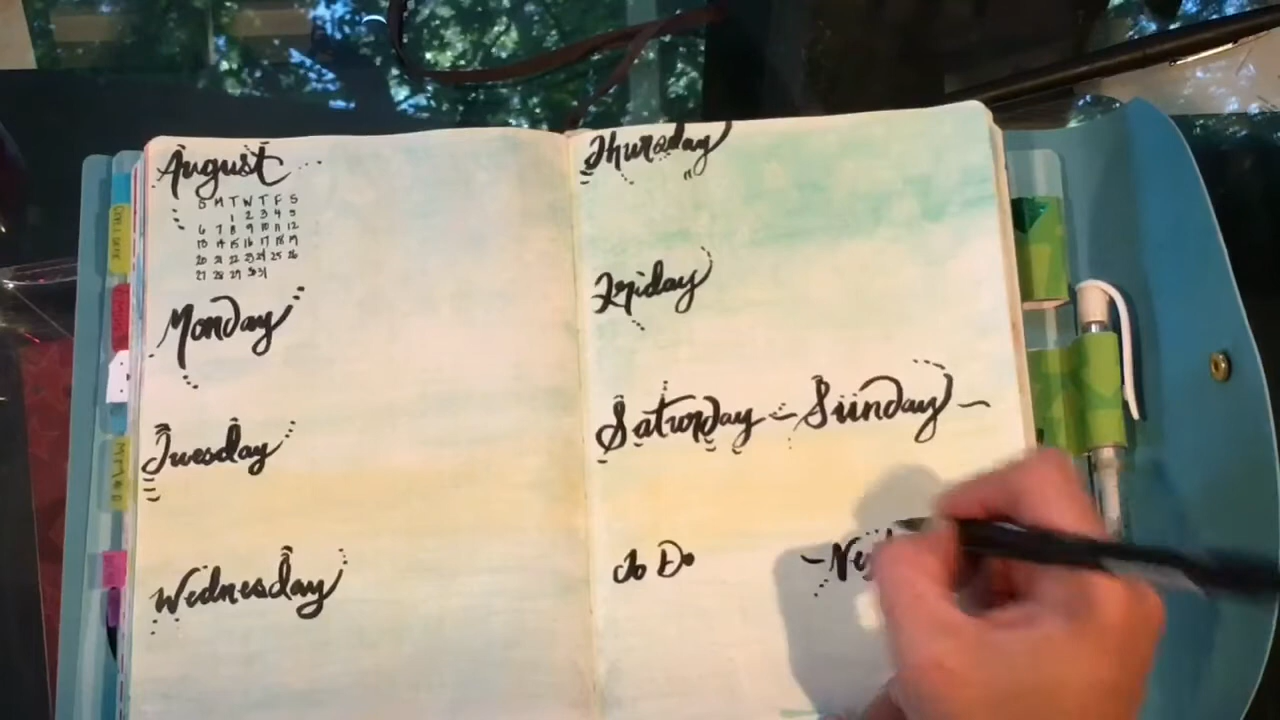 August
S M T W T F S
1 2 3 4 5
6 7 8 9 10 11 12
13 14 15 16 17 18 19
20 21 22 23 24 25 26
27 28 29 30 31
Monday
Tuesday
Wednesday
Thursday
Friday
Saturday - Sunday -
To Do